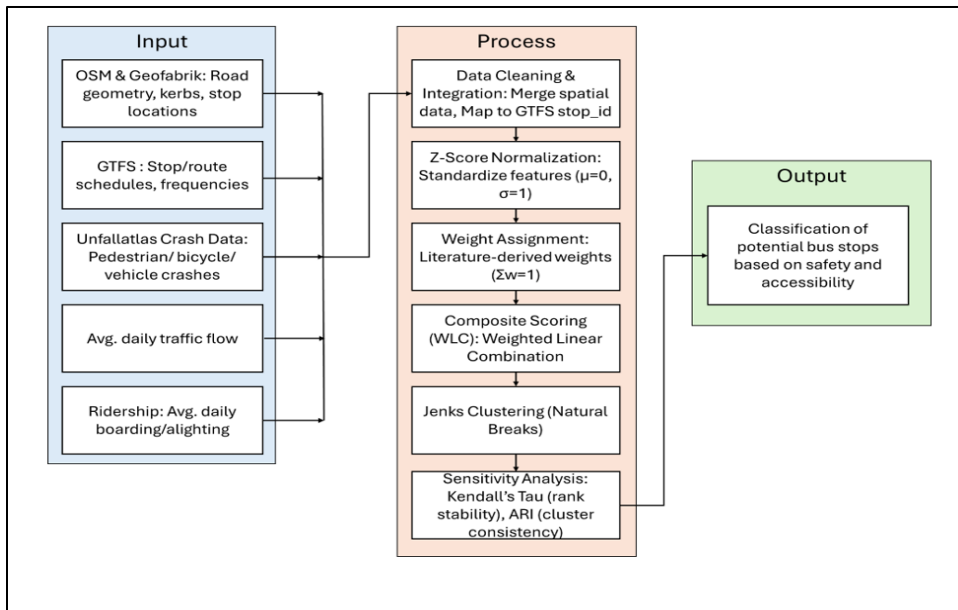 Input
OSM & Geofabrik: Road
geometry, kerbs, stop
locations
GTFS : Stop/route
schedules, frequencies
Unfallatlas Crash Data:
Pedestrian/ bicycle/
vehicle crashes
Avg. daily traffic flow
Ridership: Avg. daily
boarding/alighting
Process
Data Cleaning &
Integration: Merge spatial
data, Map to GTFS stop_id
Z-Score Normalization:
Standardize features (μ=0,
σ=1)
Weight Assignment:
Literature-derived weights
(Σw=1)
Composite Scoring
(WLC): Weighted Linear
Combination
Jenks Clustering (Natural
Breaks)
Sensitivity Analysis:
Kendall’s Tau (rank
stability), ARI (cluster
consistency)
Output
Classification of
potential bus stops
based on safety and
accessibility